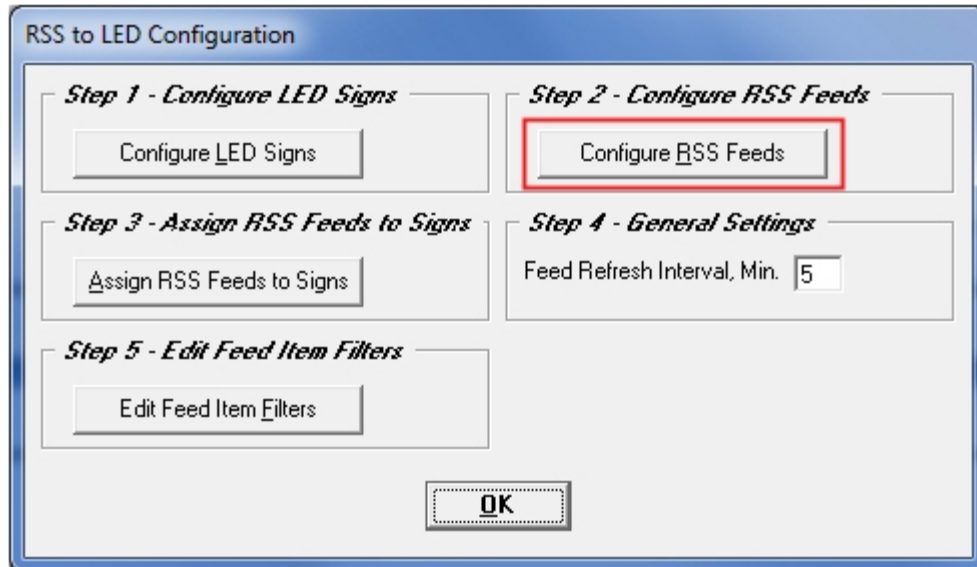 RSS to LED Configuration
Step 1 - Configure LED Signs
Configure LED Signs
Step 2 - Configure RSS Feeds
Configure RSS Feeds
Step 3 - Assign RSS Feeds to Signs
Assign RSS Feeds to Signs
Step 4 - General Settings
Feed Refresh Interval, Min. 5
Step 5 - Edit Feed Item Filters
Edit Feed Item Filters
OK